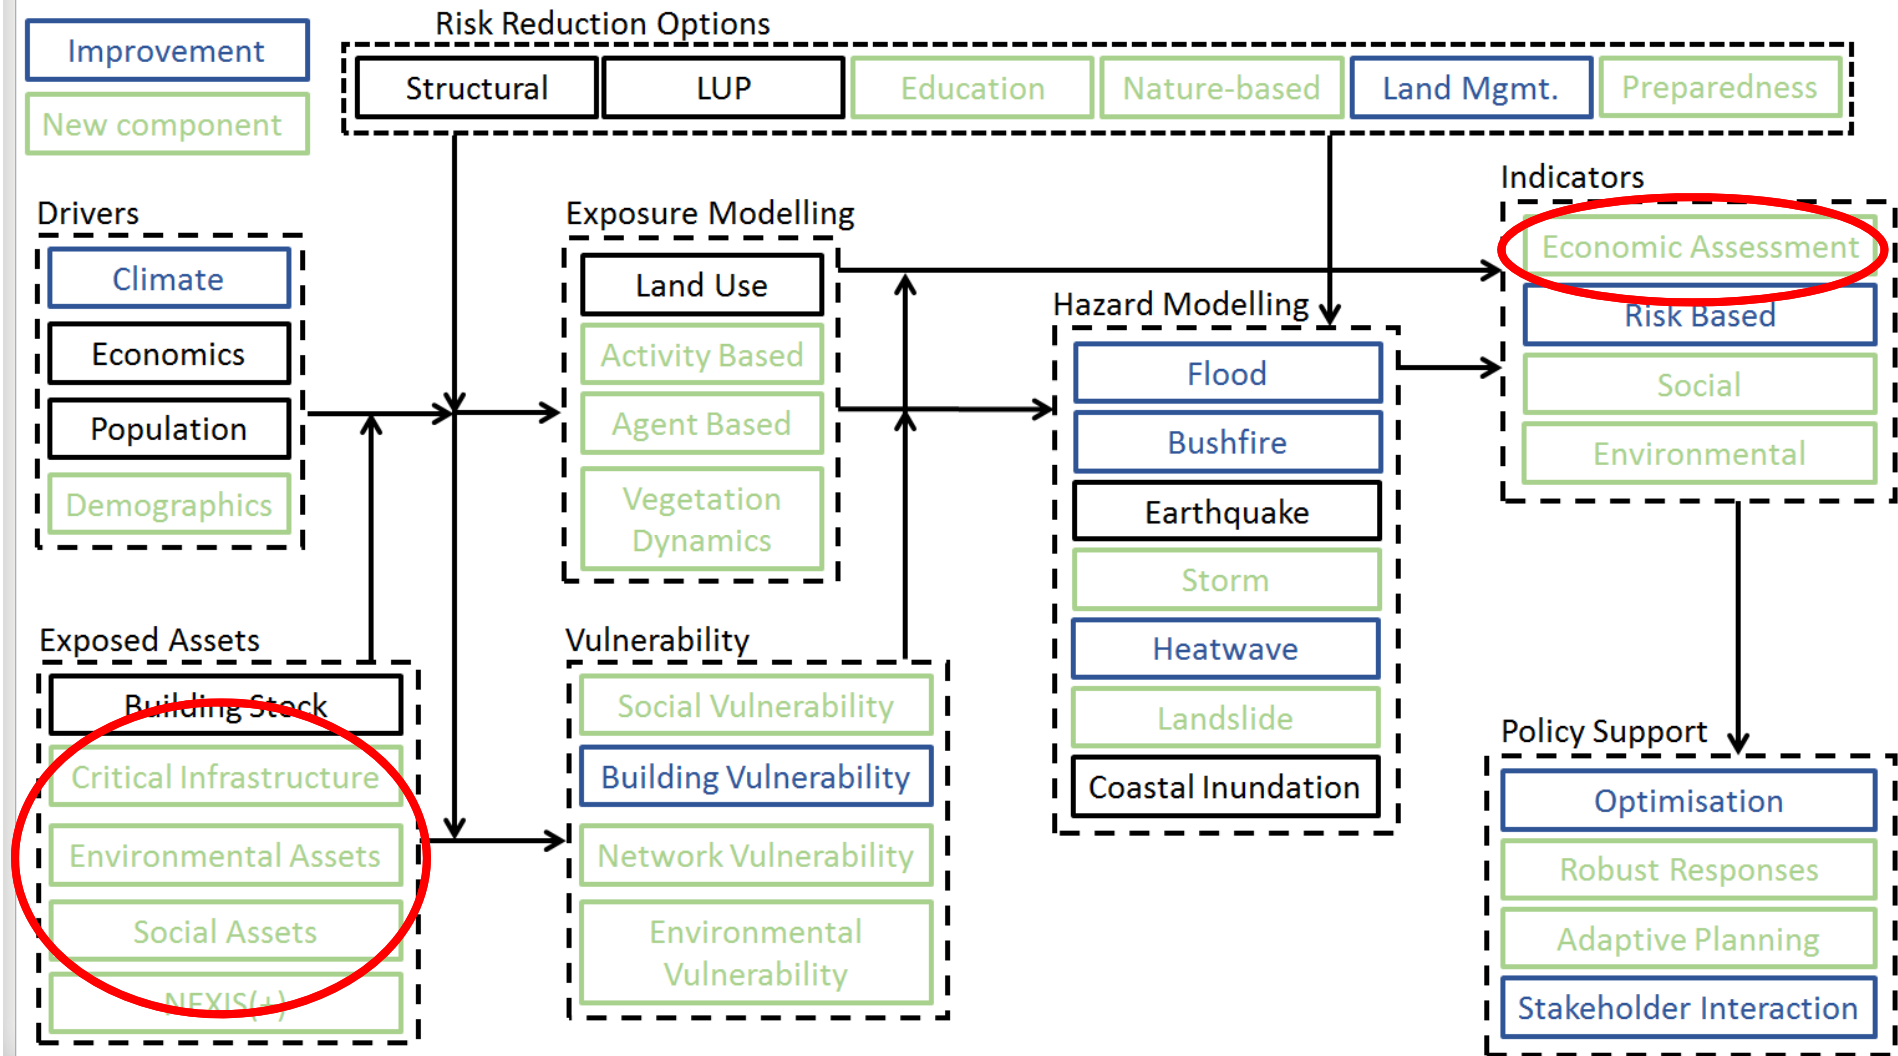 Improvement
New component
Risk Reduction Options
Structural
LUP
Education
Nature-based
Land Mgmt.
Preparedness
Drivers
Climate
Economics
Population
Demographics
Exposed Assets
Building Stock
Critical Infrastructure
Environmental Assets
Social Assets
NEXIS(+)
Exposure Modelling
Land Use
Activity Based
Agent Based
Vegetation
Dynamics
Vulnerability
Social Vulnerability
Building Vulnerability
Network Vulnerability
Environmental
Vulnerability
Hazard Modelling
Flood
Bushfire
Earthquake
Storm
Heatwave
Landslide
Coastal Inundation
Indicators
Economic Assessment
Risk Based
Social
Environmental
Policy Support
Optimisation
Robust Responses
Adaptive Planning
Stakeholder Interaction